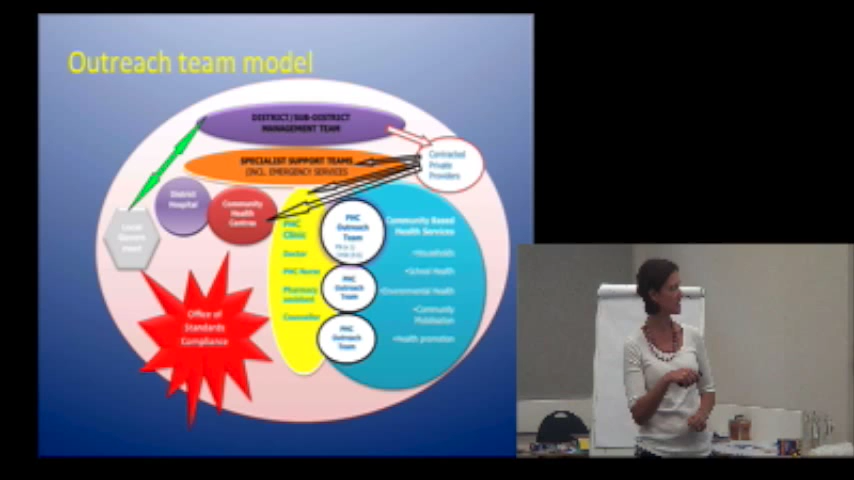 Outreach team model
DISTRICT/SUB-DISTRICT
MANAGEMENT TEAM
SPECIALIST SUPPORT TEAMS
(INCL. EMERGENCY SERVICES
Contracted
Private
Providers
District
Hospital
Community
Health
Centres
Local
Govern
ment
PHC
Clinic
Doctor
PHC Nurse
Pharmacy
assistant
Counsellor
PHC
Outreach
Team
PHC
Outreach
Team
PHC
Outreach
Team
Community Based
Health Services
•Households
•School Health
•Environmental Health
•Community
Mobilisation
•Health promotion
Office of
Standards
Compliance